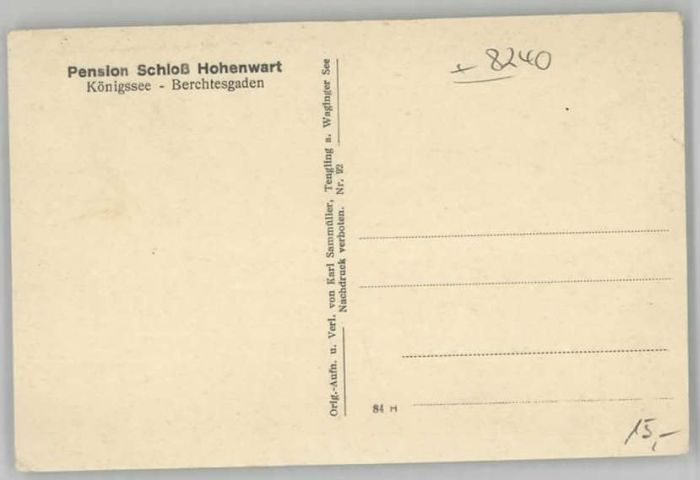 Pension Schloß Hohenwart
Königssee - Berchtesgaden
Orig.-Aufn. u. Verl. von Karl Sammüller, Tengling a. Waginger See
Nachdruck verboten. Nr. 92
+ 8240
84 H
15,-